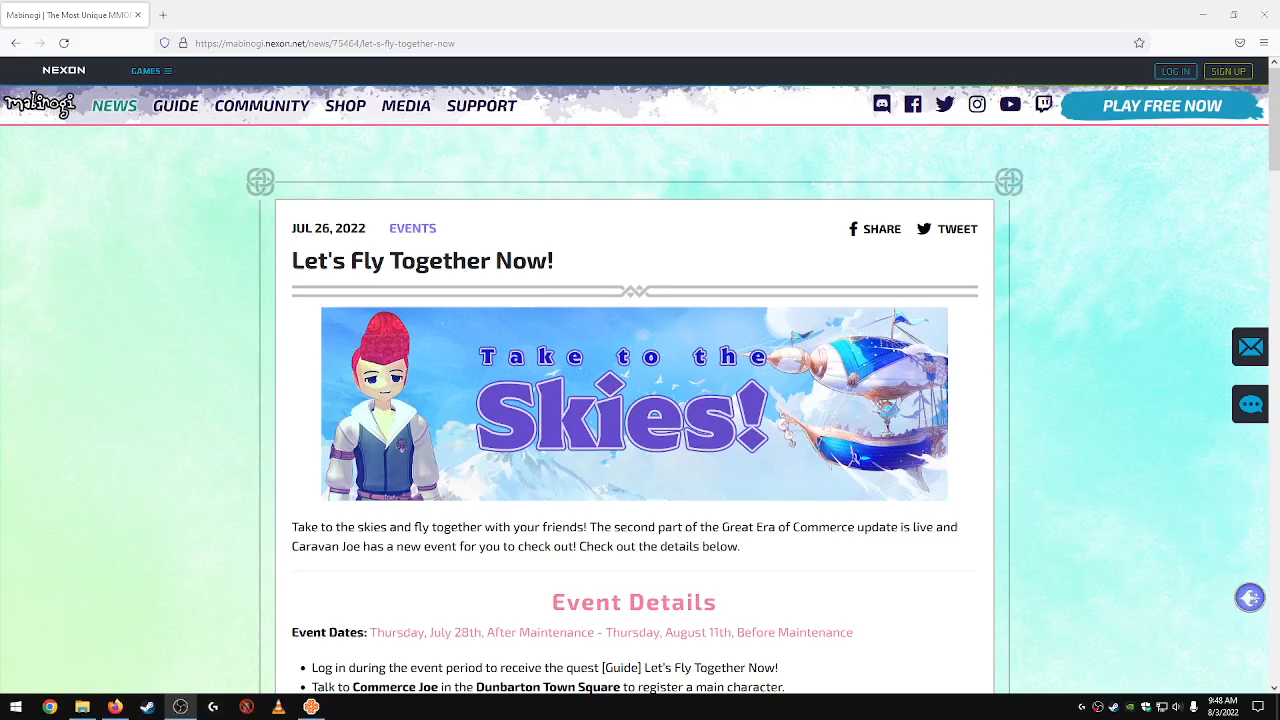 Mabinogi | The Most Unique MMOR
https://mabinogi.nexon.net/news/75464/let-s-fly-together-now
NEXON
GAMES
LOG IN
SIGN UP
Mabinogi
NEWS
GUIDE
COMMUNITY
SHOP
MEDIA
SUPPORT
PLAY FREE NOW
JUL 26, 2022
EVENTS
SHARE
TWEET
Let's Fly Together Now!
Take to the
Skies!
Take to the skies and fly together with your friends! The second part of the Great Era of Commerce update is live and
Caravan Joe has a new event for you to check out! Check out the details below.
Event Details
Event Dates: Thursday, July 28th, After Maintenance - Thursday, August 11th, Before Maintenance
• Log in during the event period to receive the quest [Guide] Let's Fly Together Now!
• Talk to Commerce Joe in the Dunbarton Town Square to register a main character.
9:48 AM
8/3/2022